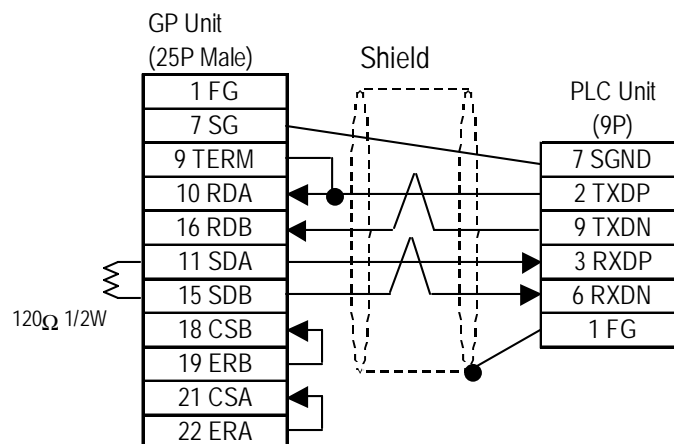 GP Unit
(25P Male)
Shield
PLC Unit
(9P)
1 FG
7 SG
9 TERM
10 RDA
16 RDB
11 SDA
15 SDB
18 CSB
19 ERB
21 CSA
22 ERA
120Ω 1/2W
7 SGND
2 TXDP
9 TXDN
3 RXDP
6 RXDN
1 FG